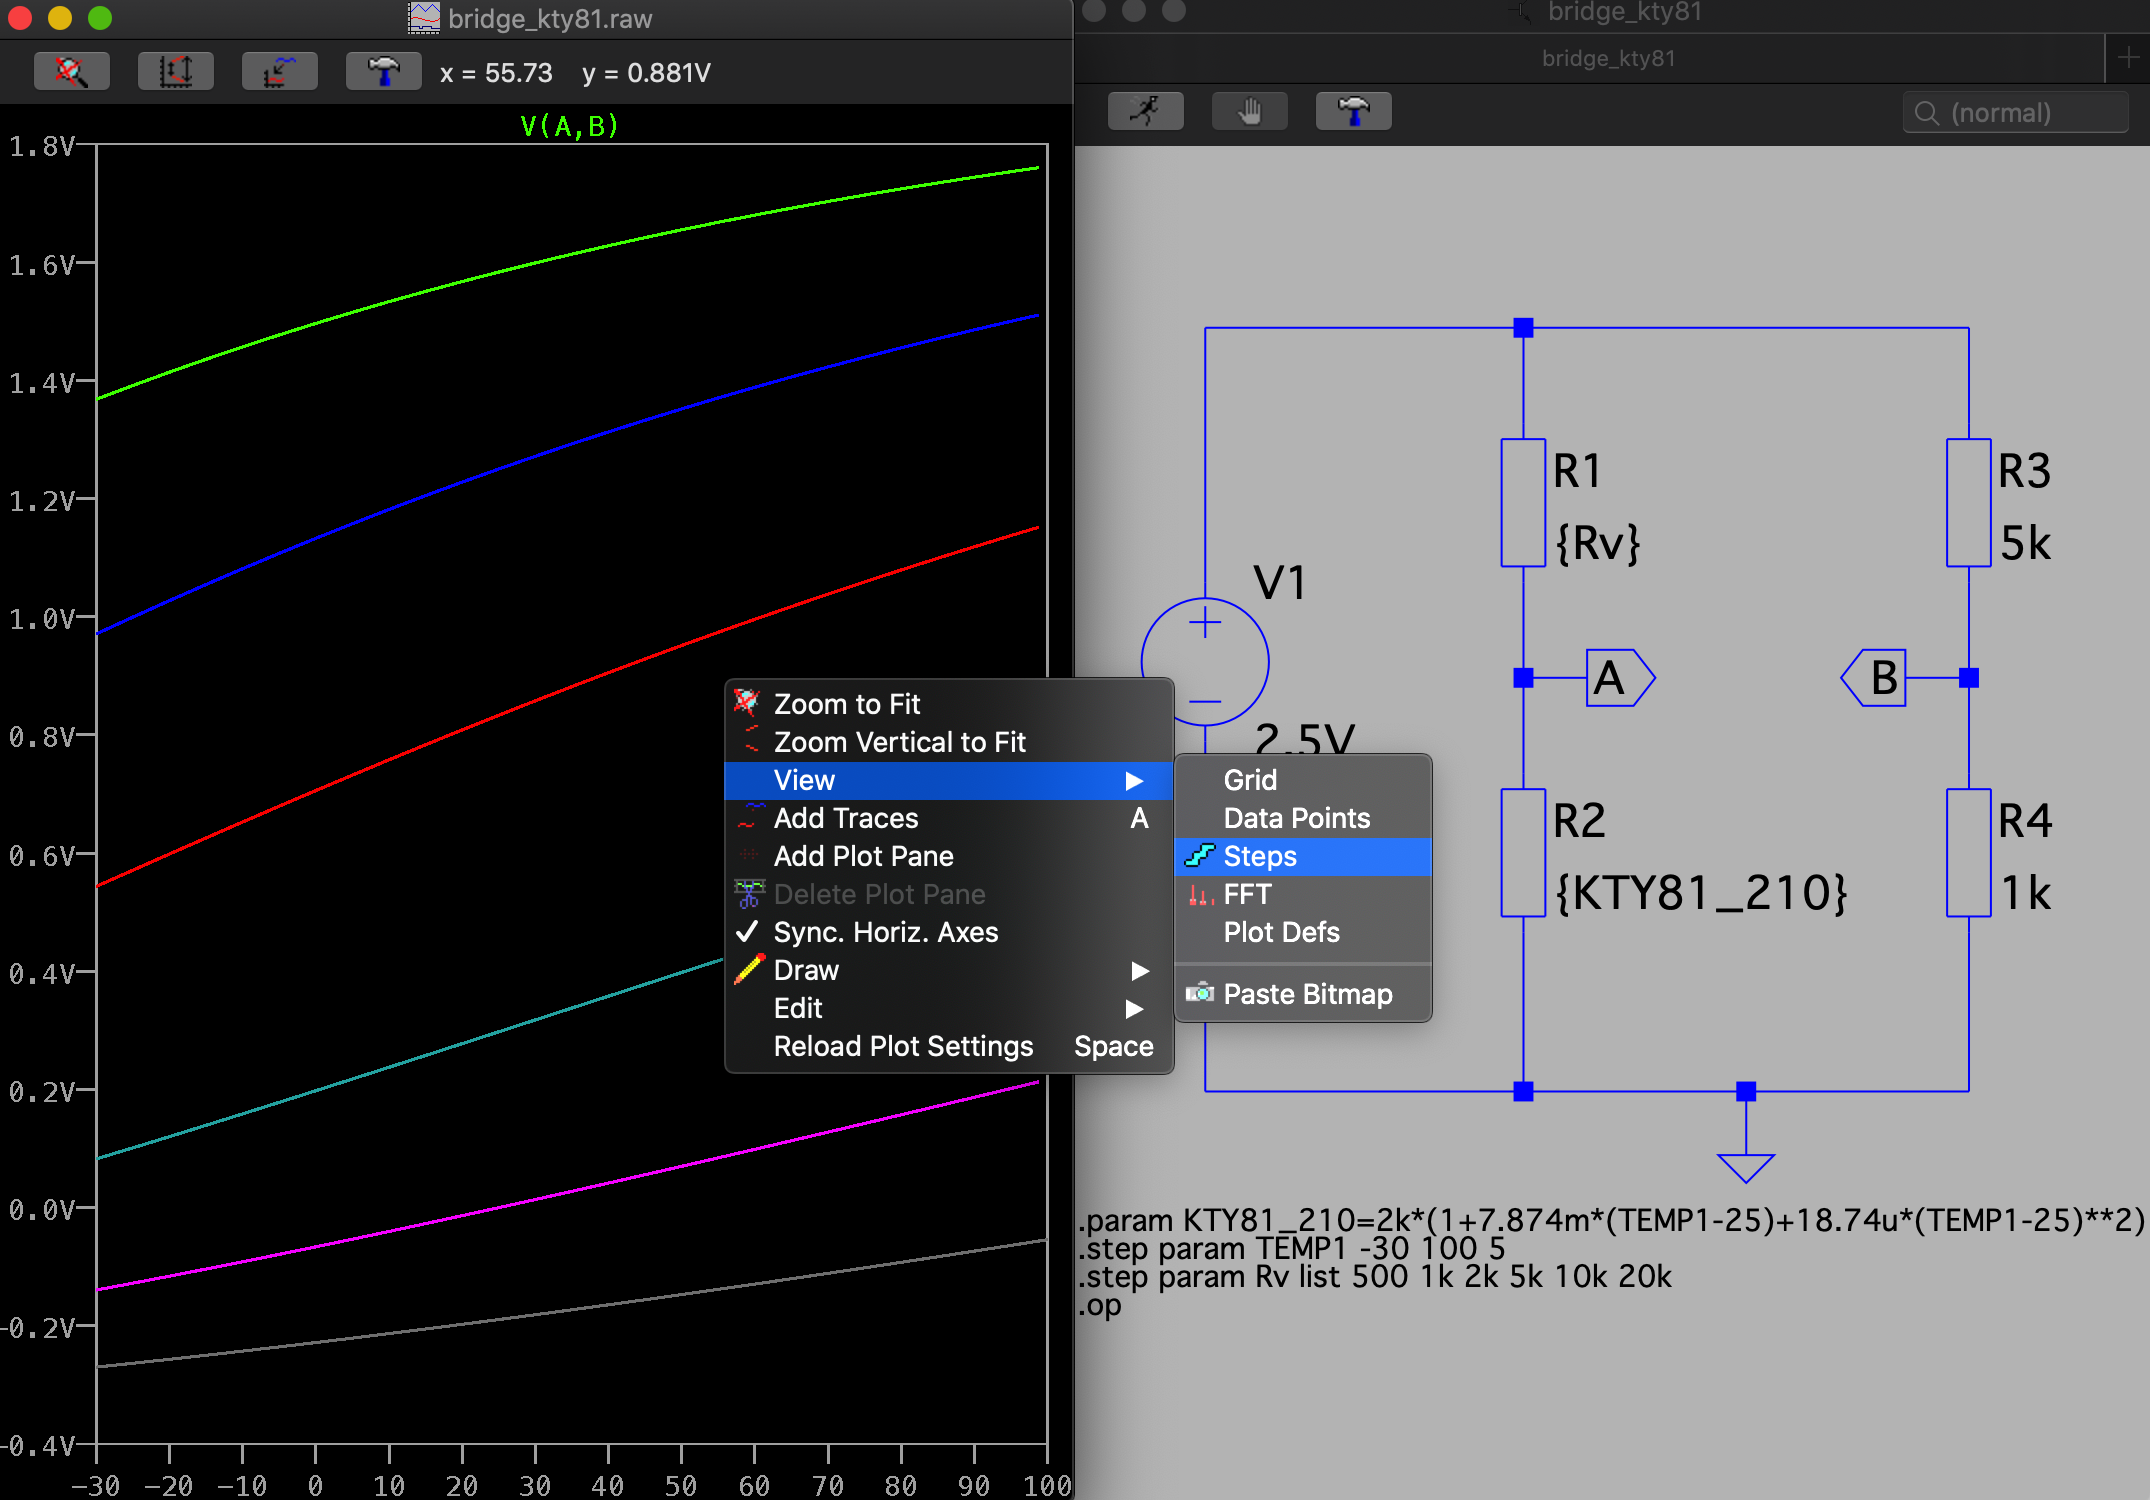 bridge_kty81.raw
x = 55.73 y = 0.881V
V(A,B)
1.8V
1.6V
1.4V
1.2V
1.0V
0.8V
0.6V
0.4V
0.2V
0.0V
-0.2V
-0.4V
-30 -20 -10 0 10 20 30 40 50 60 70 80 90 100
Zoom to Fit
Zoom Vertical to Fit
View
Add Traces A
Add Plot Pane
Delete Plot Pane
Sync. Horiz. Axes
Draw
Edit
Reload Plot Settings Space
Grid
Data Points
Steps
FFT
Plot Defs
Paste Bitmap
bridge_kty81
bridge_kty81
(normal)
R1
{Rv}
R3
5k
V1
2.5V
A
B
R2
{KTY81_210}
R4
1k
.param KTY81_210=2k*(1+7.874m*(TEMP1-25)+18.74u*(TEMP1-25)**2)
.step param TEMP1 -30 100 5
.step param Rv list 500 1k 2k 5k 10k 20k
.op